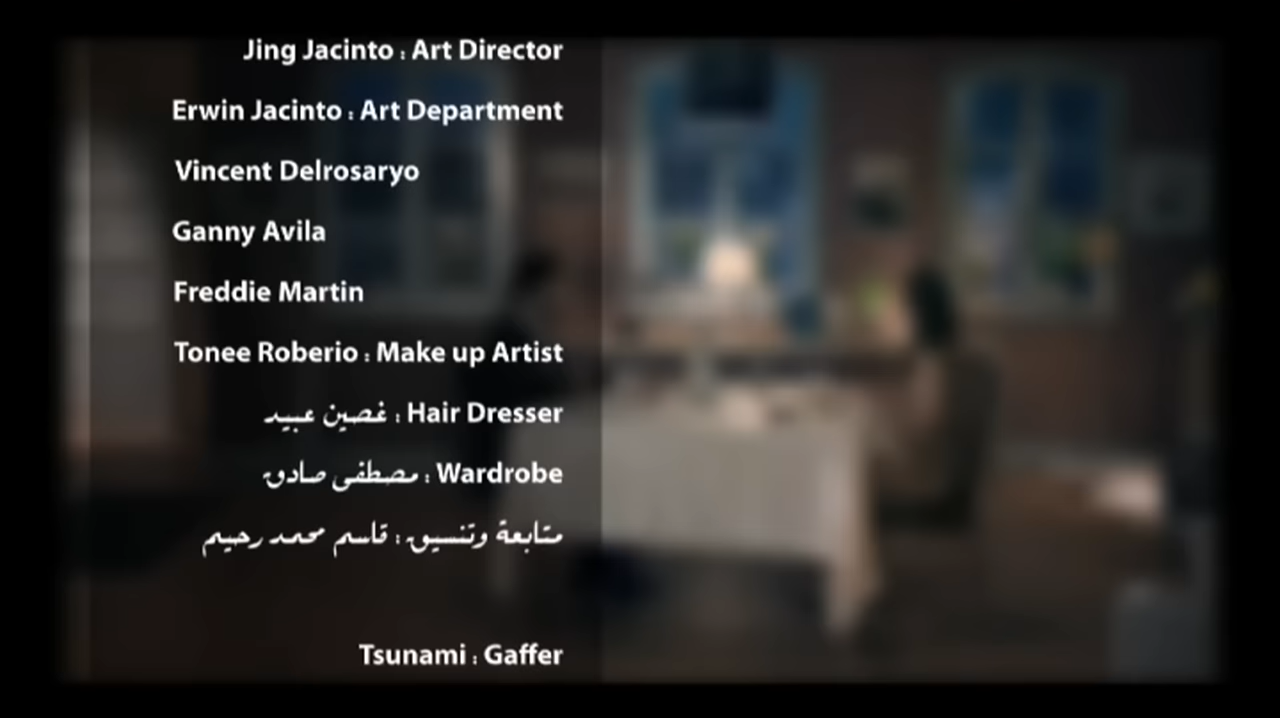 Jing Jacinto : Art Director
Erwin Jacinto : Art Department
Vincent Delrosaryo
Ganny Avila
Freddie Martin
Tonee Roberio : Make up Artist
غصين عبيد : Hair Dresser
مصطفى صادق : Wardrobe
متابعة وتنسيق : قاسم محمد رحيم
Tsunami : Gaffer